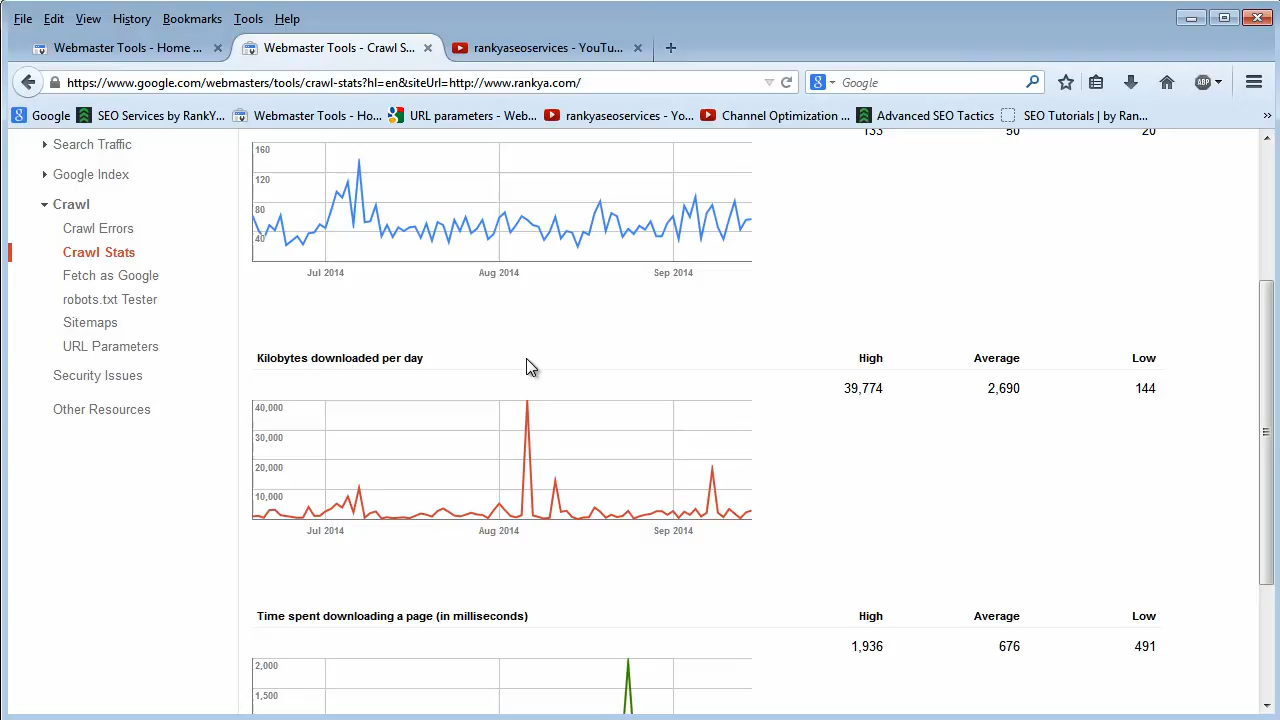 File Edit View History Bookmarks Tools Help
Webmaster Tools - Home ... Webmaster Tools - Crawl S... rankyaseoservices - YouTu...
https://www.google.com/webmasters/tools/crawl-stats?hl=en&siteUrl=http://www.rankya.com/ Google ABP
Google SEO Services by RankY... Webmaster Tools - Ho... URL parameters - Web... rankyaseoservices - Yo... Channel Optimization ... Advanced SEO Tactics SEO Tutorials | by Ran...
133 50 20
Search Traffic
Google Index
Crawl
Crawl Errors
Crawl Stats
Fetch as Google
robots.txt Tester
Sitemaps
URL Parameters
Security Issues
Other Resources
160
120
80
40
Jul 2014 Aug 2014 Sep 2014
Kilobytes downloaded per day High Average Low
39,774 2,690 144
40,000
30,000
20,000
10,000
Jul 2014 Aug 2014 Sep 2014
Time spent downloading a page (in milliseconds) High Average Low
1,936 676 491
2,000
1,500